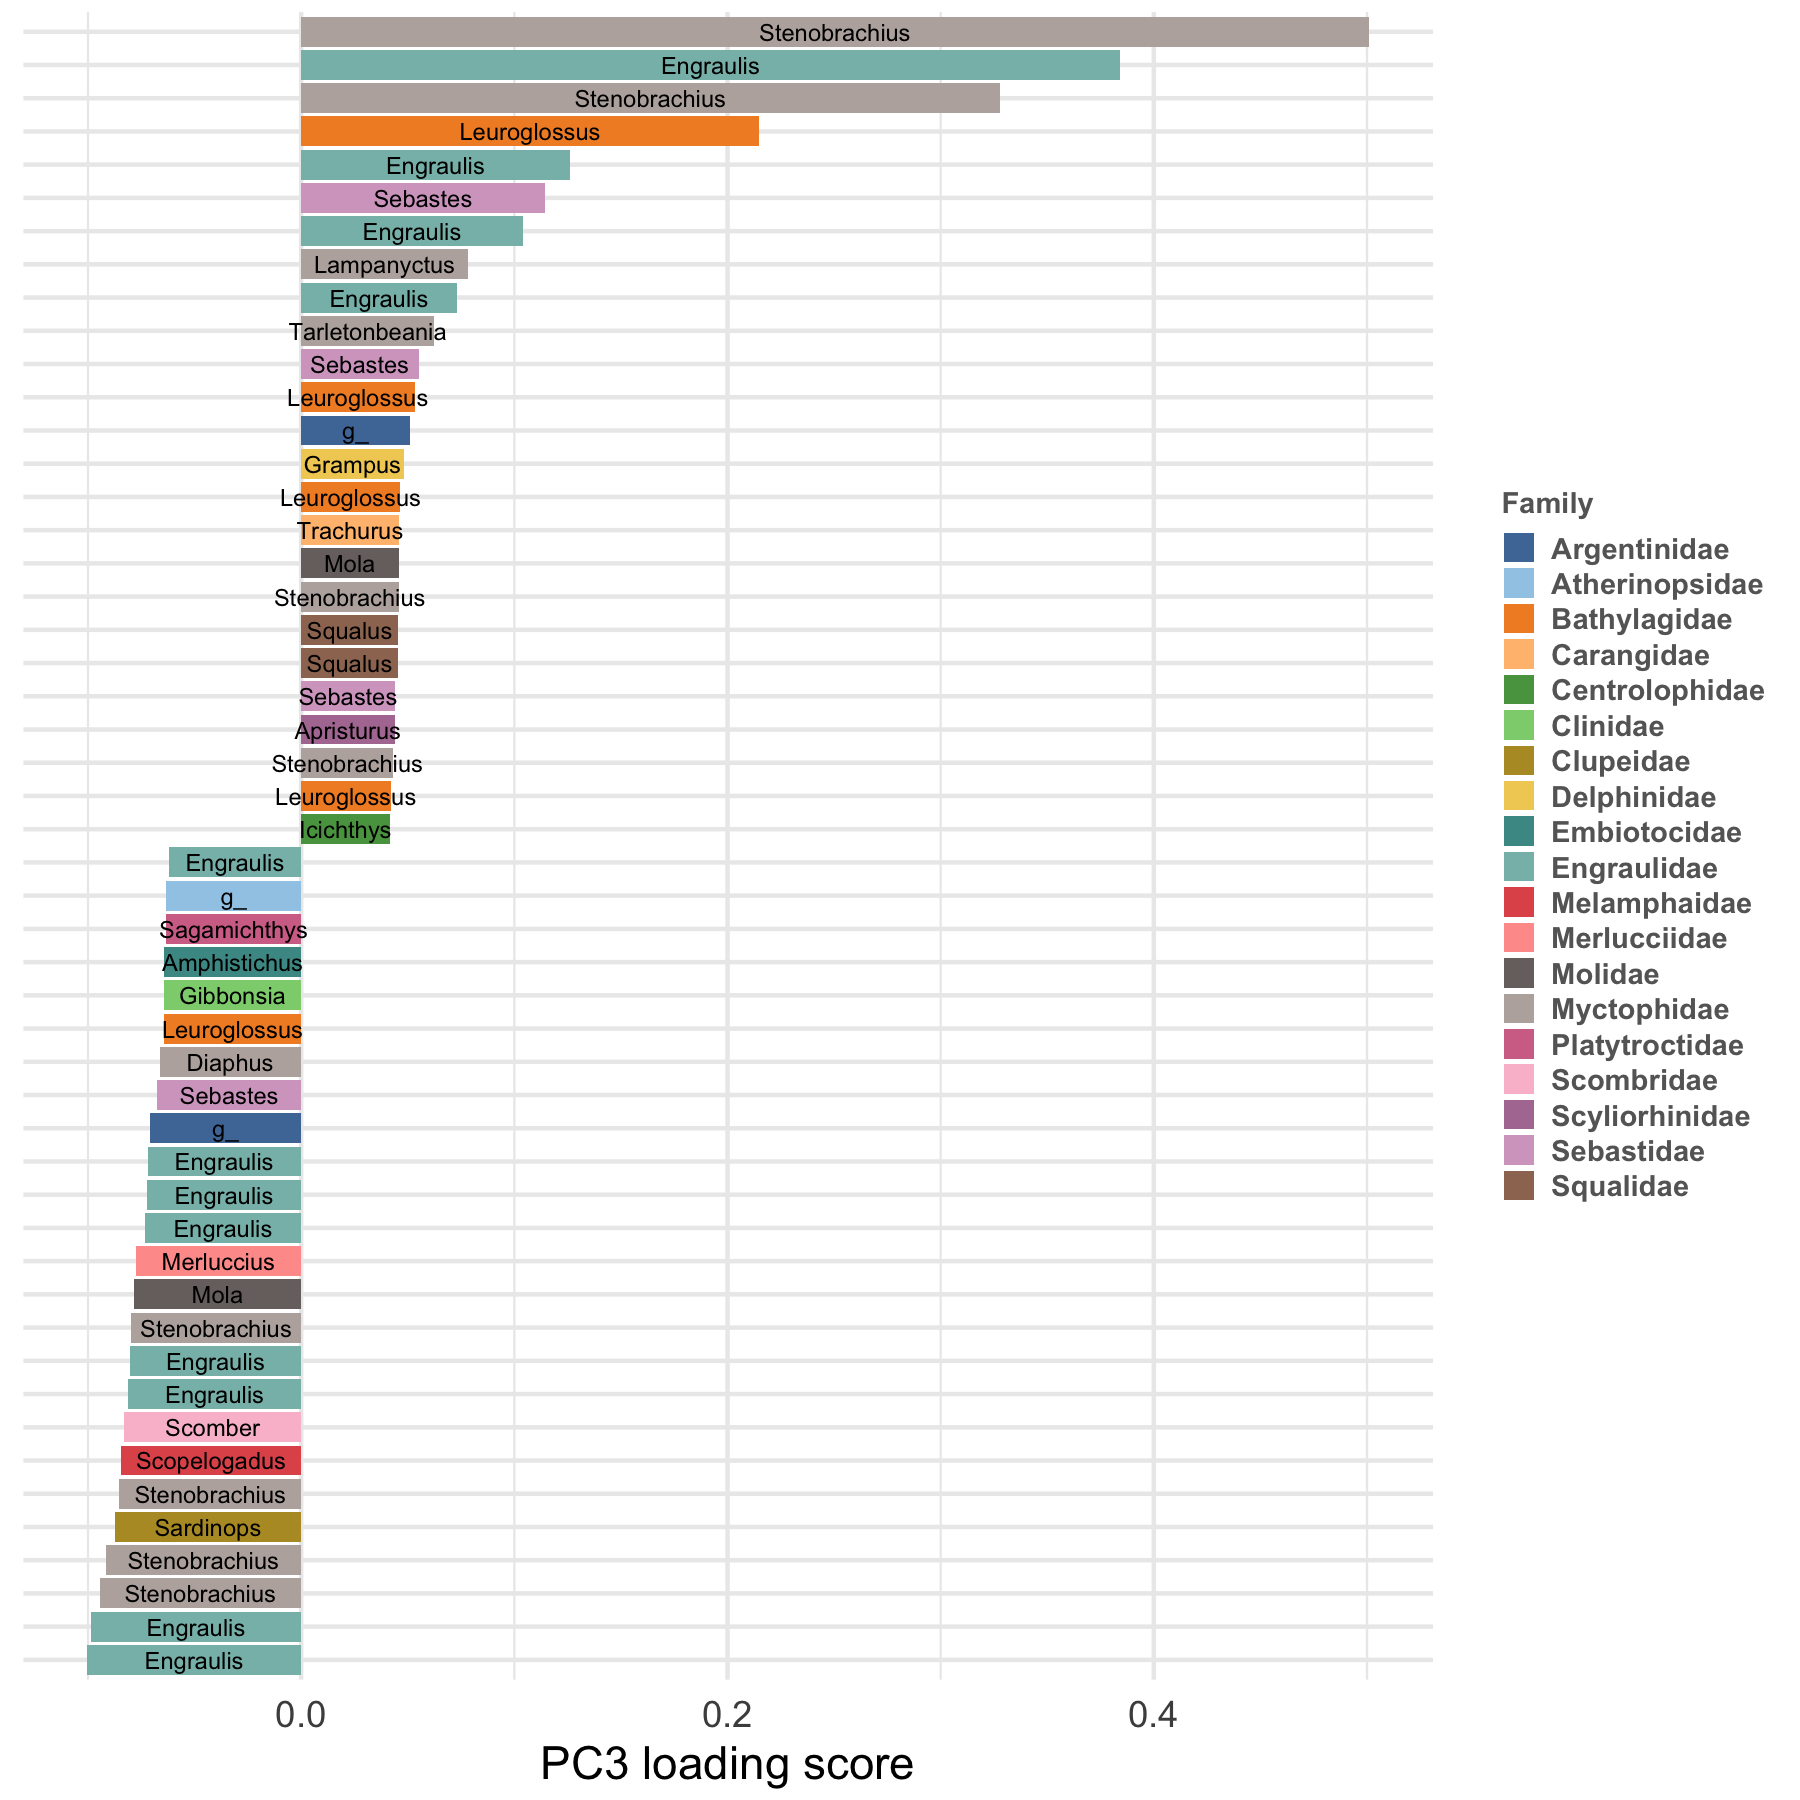 Stenobrachius
Engraulis
Stenobrachius
Leuroglossus
Engraulis
Sebastes
Engraulis
Lampanyctus
Engraulis
Tarletonbeania
Sebastes
Leuroglossus
g_
Grampus
Leuroglossus
Trachurus
Mola
Stenobrachius
Squalus
Squalus
Sebastes
Apristurus
Stenobrachius
Leuroglossus
Icichthys
Engraulis
g_
Sagamichthys
Amphistichus
Gibbonsia
Leuroglossus
Diaphus
Sebastes
g_
Engraulis
Engraulis
Engraulis
Merluccius
Mola
Stenobrachius
Engraulis
Engraulis
Scomber
Scopelogadus
Stenobrachius
Sardinops
Stenobrachius
Stenobrachius
Engraulis
Engraulis
0.0 0.2 0.4
PC3 loading score
Family
Argentinidae
Atherinopsidae
Bathylagidae
Carangidae
Centrolophidae
Clinidae
Clupeidae
Delphinidae
Embiotocidae
Engraulidae
Melamphaidae
Merlucciidae
Molidae
Myctophidae
Platytroctidae
Scombridae
Scyliorhinidae
Sebastidae
Squalidae